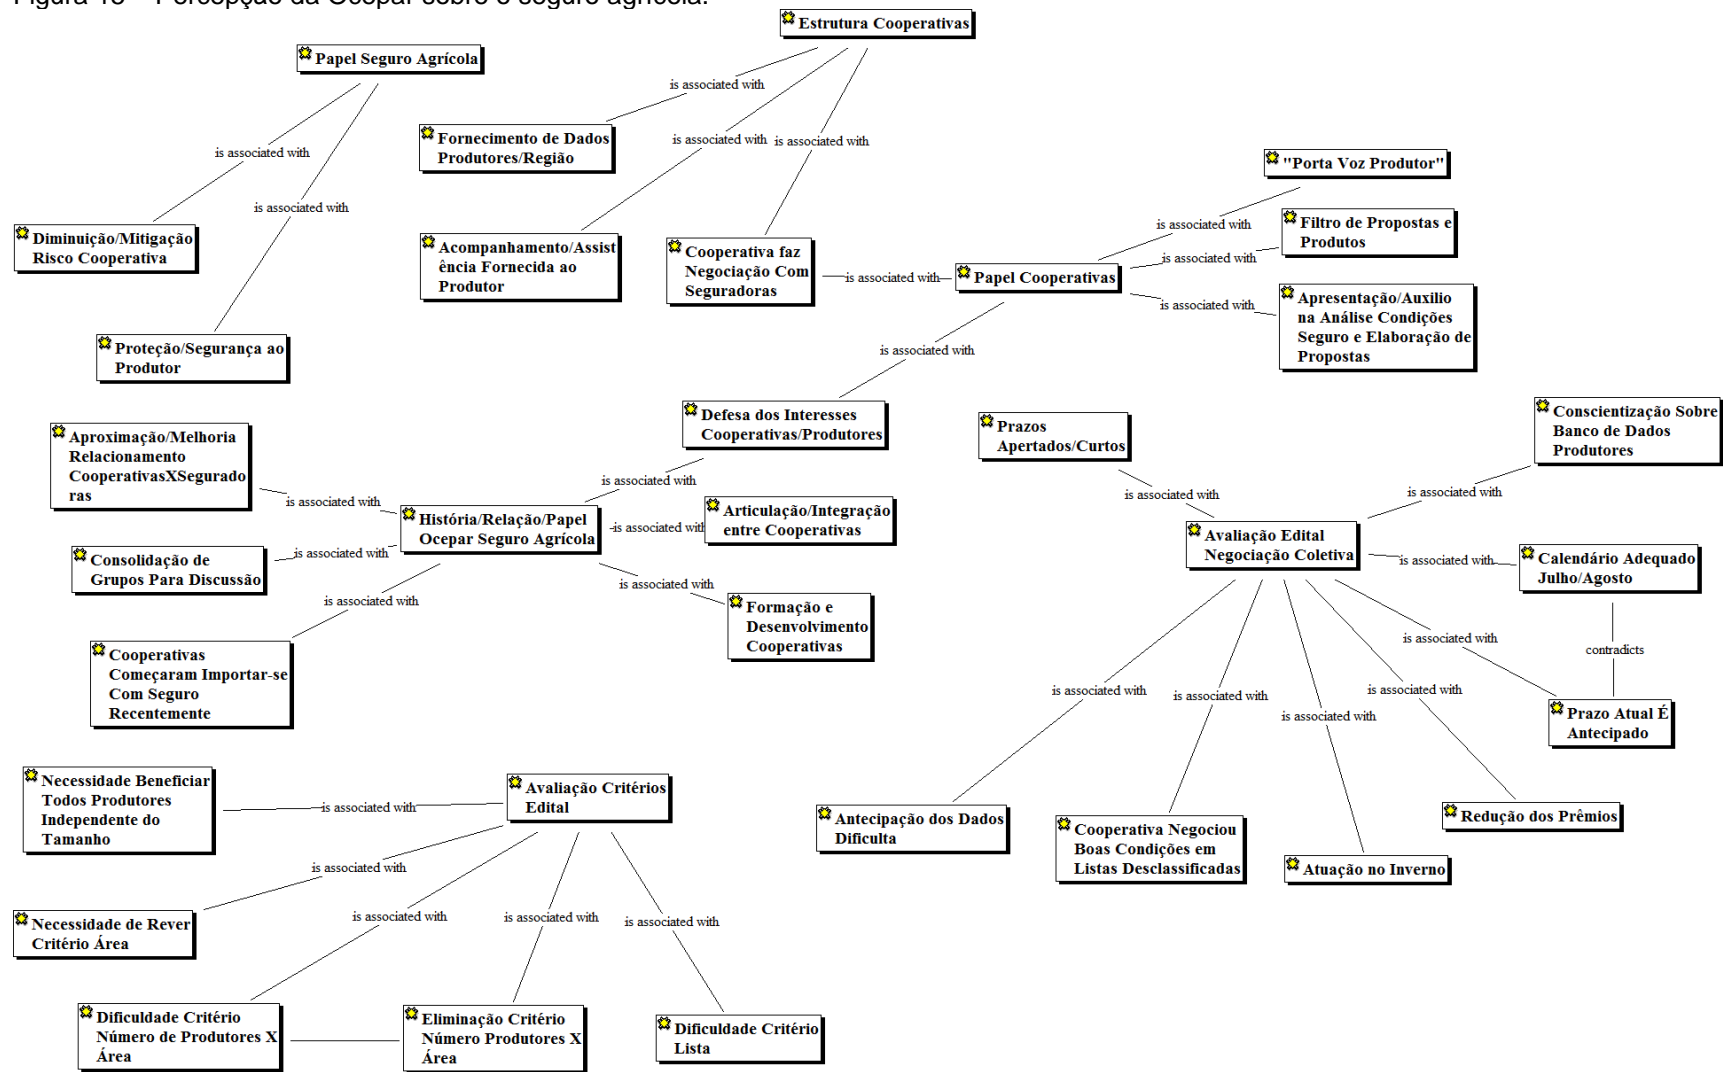 Percepção da Ocepar sobre o seguro agrícola.
Estrutura Cooperativas
Papel Seguro Agrícola
is associated with
is associated with
is associated with
Fornecimento de Dados
Produtores/Região
is associated with
is associated with
"Porta Voz Produtor"
is associated with
Diminuição/Mitigação
Risco Cooperativa
Acompanhamento/Assist
ência Fornecida ao
Produtor
Cooperativa faz
Negociação Com
Seguradoras
is associated with
Papel Cooperativas
is associated with
Filtro de Propostas e
Produtos
is associated with
is associated with
Apresentação/Auxilio
na Análise Condições
Seguro e Elaboração de
Propostas
Proteção/Segurança ao
Produtor
is associated with
Defesa dos Interesses
Cooperativas/Produtores
Prazos
Apertados/Curtos
Conscientização Sobre
Banco de Dados
Produtores
Aproximação/Melhoria
Relacionamento
CooperativasXSegurado
ras
is associated with
is associated with
is associated with
is associated with
História/Relação/Papel
Ocepar Seguro Agrícola
is associated with
Articulação/Integração
entre Cooperativas
Avaliação Edital
Negociação Coletiva
is associated with
Calendário Adequado
Julho/Agosto
Consolidação de
Grupos Para Discussão
is associated with
is associated with
is associated with
Formação e
Desenvolvimento
Cooperativas
is associated with
contradicts
Cooperativas
Começaram Importar-se
Com Seguro
Recentemente
is associated with
is associated with
is associated with
is associated with
Prazo Atual É
Antecipado
Necessidade Beneficiar
Todos Produtores
Independente do
Tamanho
is associated with
Avaliação Critérios
Edital
Antecipação dos Dados
Dificulta
Cooperativa Negociou
Boas Condições em
Listas Desclassificadas
Redução dos Prêmios
Atuação no Inverno
is associated with
is associated with
is associated with
is associated with
Necessidade de Rever
Critério Área
Dificuldade Critério
Número de Produtores X
Área
Eliminação Critério
Número Produtores X
Área
Dificuldade Critério
Lista